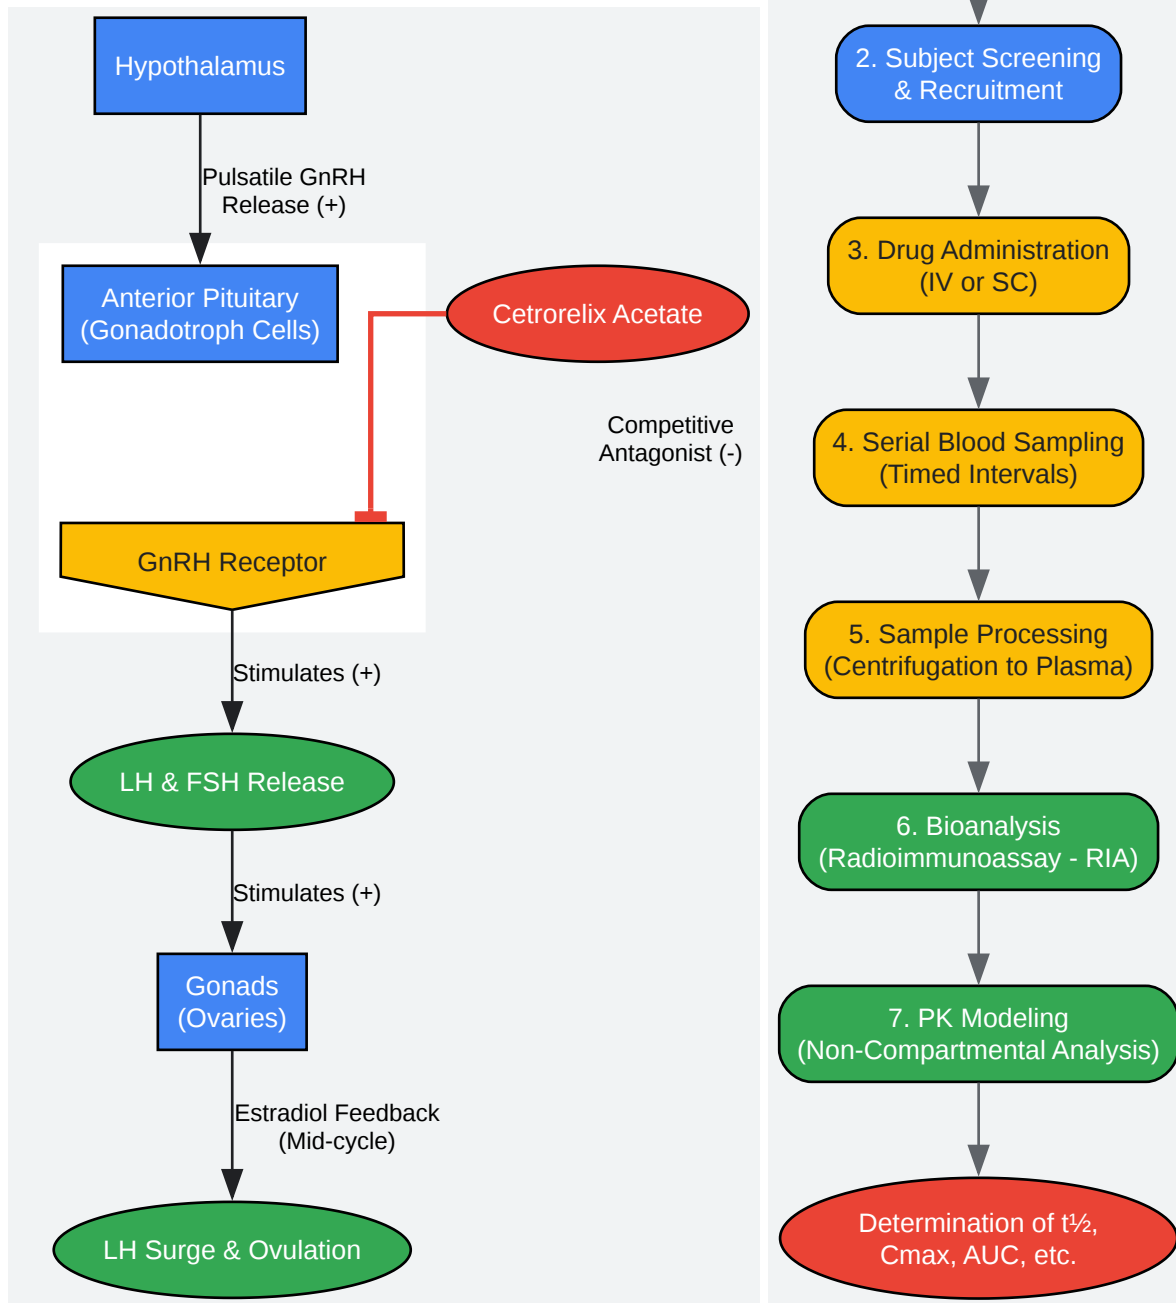 Hypothalamus
Pulsatile GnRH
Release (+)
Anterior Pituitary
(Gonadotroph Cells)
Cetrorelix Acetate
Competitive
Antagonist (-)
GnRH Receptor
Stimulates (+)
LH & FSH Release
Stimulates (+)
Gonads
(Ovaries)
Estradiol Feedback
(Mid-cycle)
LH Surge & Ovulation
2. Subject Screening
& Recruitment
3. Drug Administration
(IV or SC)
4. Serial Blood Sampling
(Timed Intervals)
5. Sample Processing
(Centrifugation to Plasma)
6. Bioanalysis
(Radioimmunoassay - RIA)
7. PK Modeling
(Non-Compartmental Analysis)
Determination of t½,
Cmax, AUC, etc.